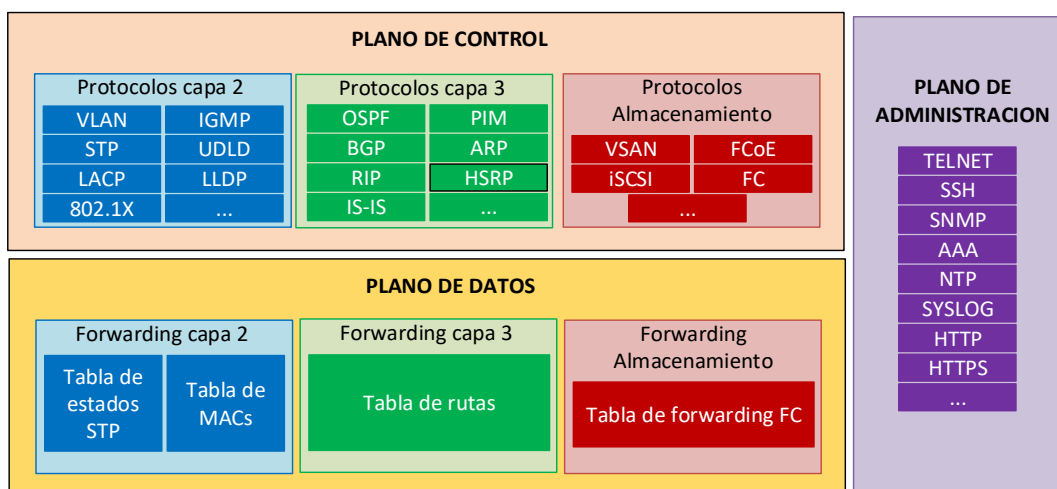 PLANO DE CONTROL
Protocolos capa 2
VLAN
IGMP
STP
UDLD
LACP
LLDP
802.1X
...
Protocolos capa 3
OSPF
PIM
BGP
ARP
RIP
HSRP
IS-IS
...
Protocolos
Almacenamiento
VSAN
FCoE
iSCSI
FC
...
PLANO DE DATOS
Forwarding capa 2
Tabla de
estados
STP
Tabla de
MACs
Forwarding capa 3
Tabla de rutas
Forwarding
Almacenamiento
Tabla de forwarding FC
PLANO DE
ADMINISTRACION
TELNET
SSH
SNMP
AAA
NTP
SYSLOG
HTTP
HTTPS
...